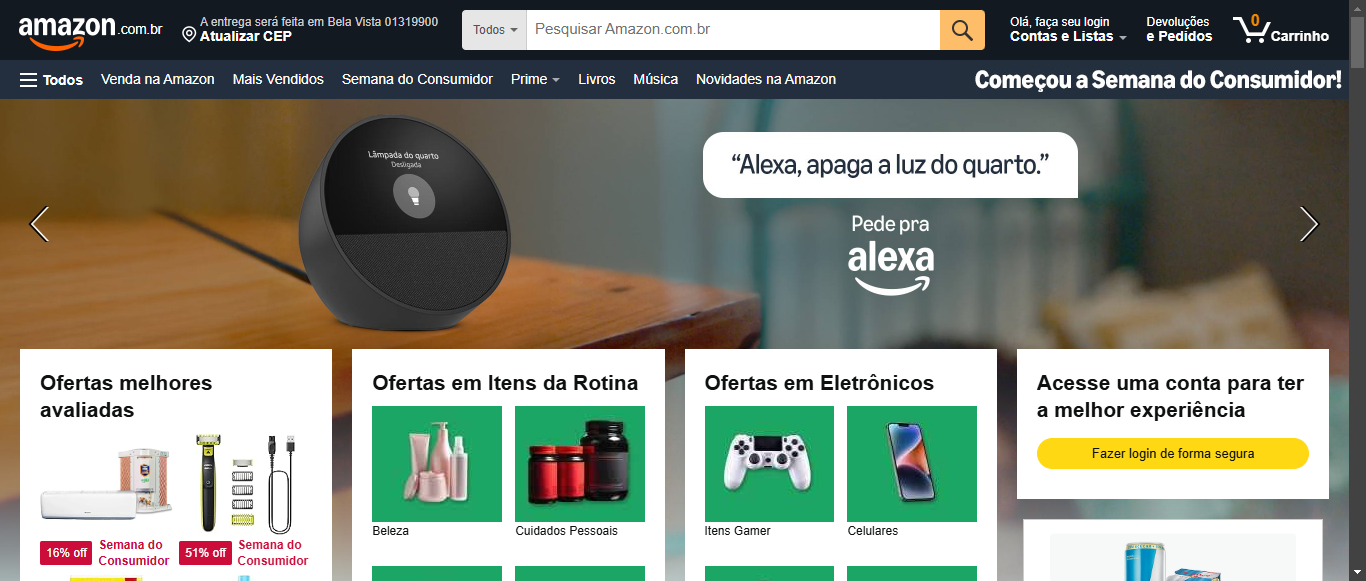 amazon.com.br
A entrega será feita em Bela Vista 01319900
Atualizar CEP
Todos
Pesquisar Amazon.com.br
Olá, faça seu login
Contas e Listas
Devoluções
e Pedidos
0
Carrinho
Todos
Venda na Amazon
Mais Vendidos
Semana do Consumidor
Prime
Livros
Música
Novidades na Amazon
Começou a Semana do Consumidor!
Lâmpada do quarto
Desligada
“Alexa, apaga a luz do quarto.”
Pede pra
alexa
Ofertas melhores
avaliadas
16% off
Semana do
Consumidor
51% off
Semana do
Consumidor
Ofertas em Itens da Rotina
Beleza
Cuidados Pessoais
Ofertas em Eletrônicos
Itens Gamer
Celulares
Acesse uma conta para ter
a melhor experiência
Fazer login de forma segura